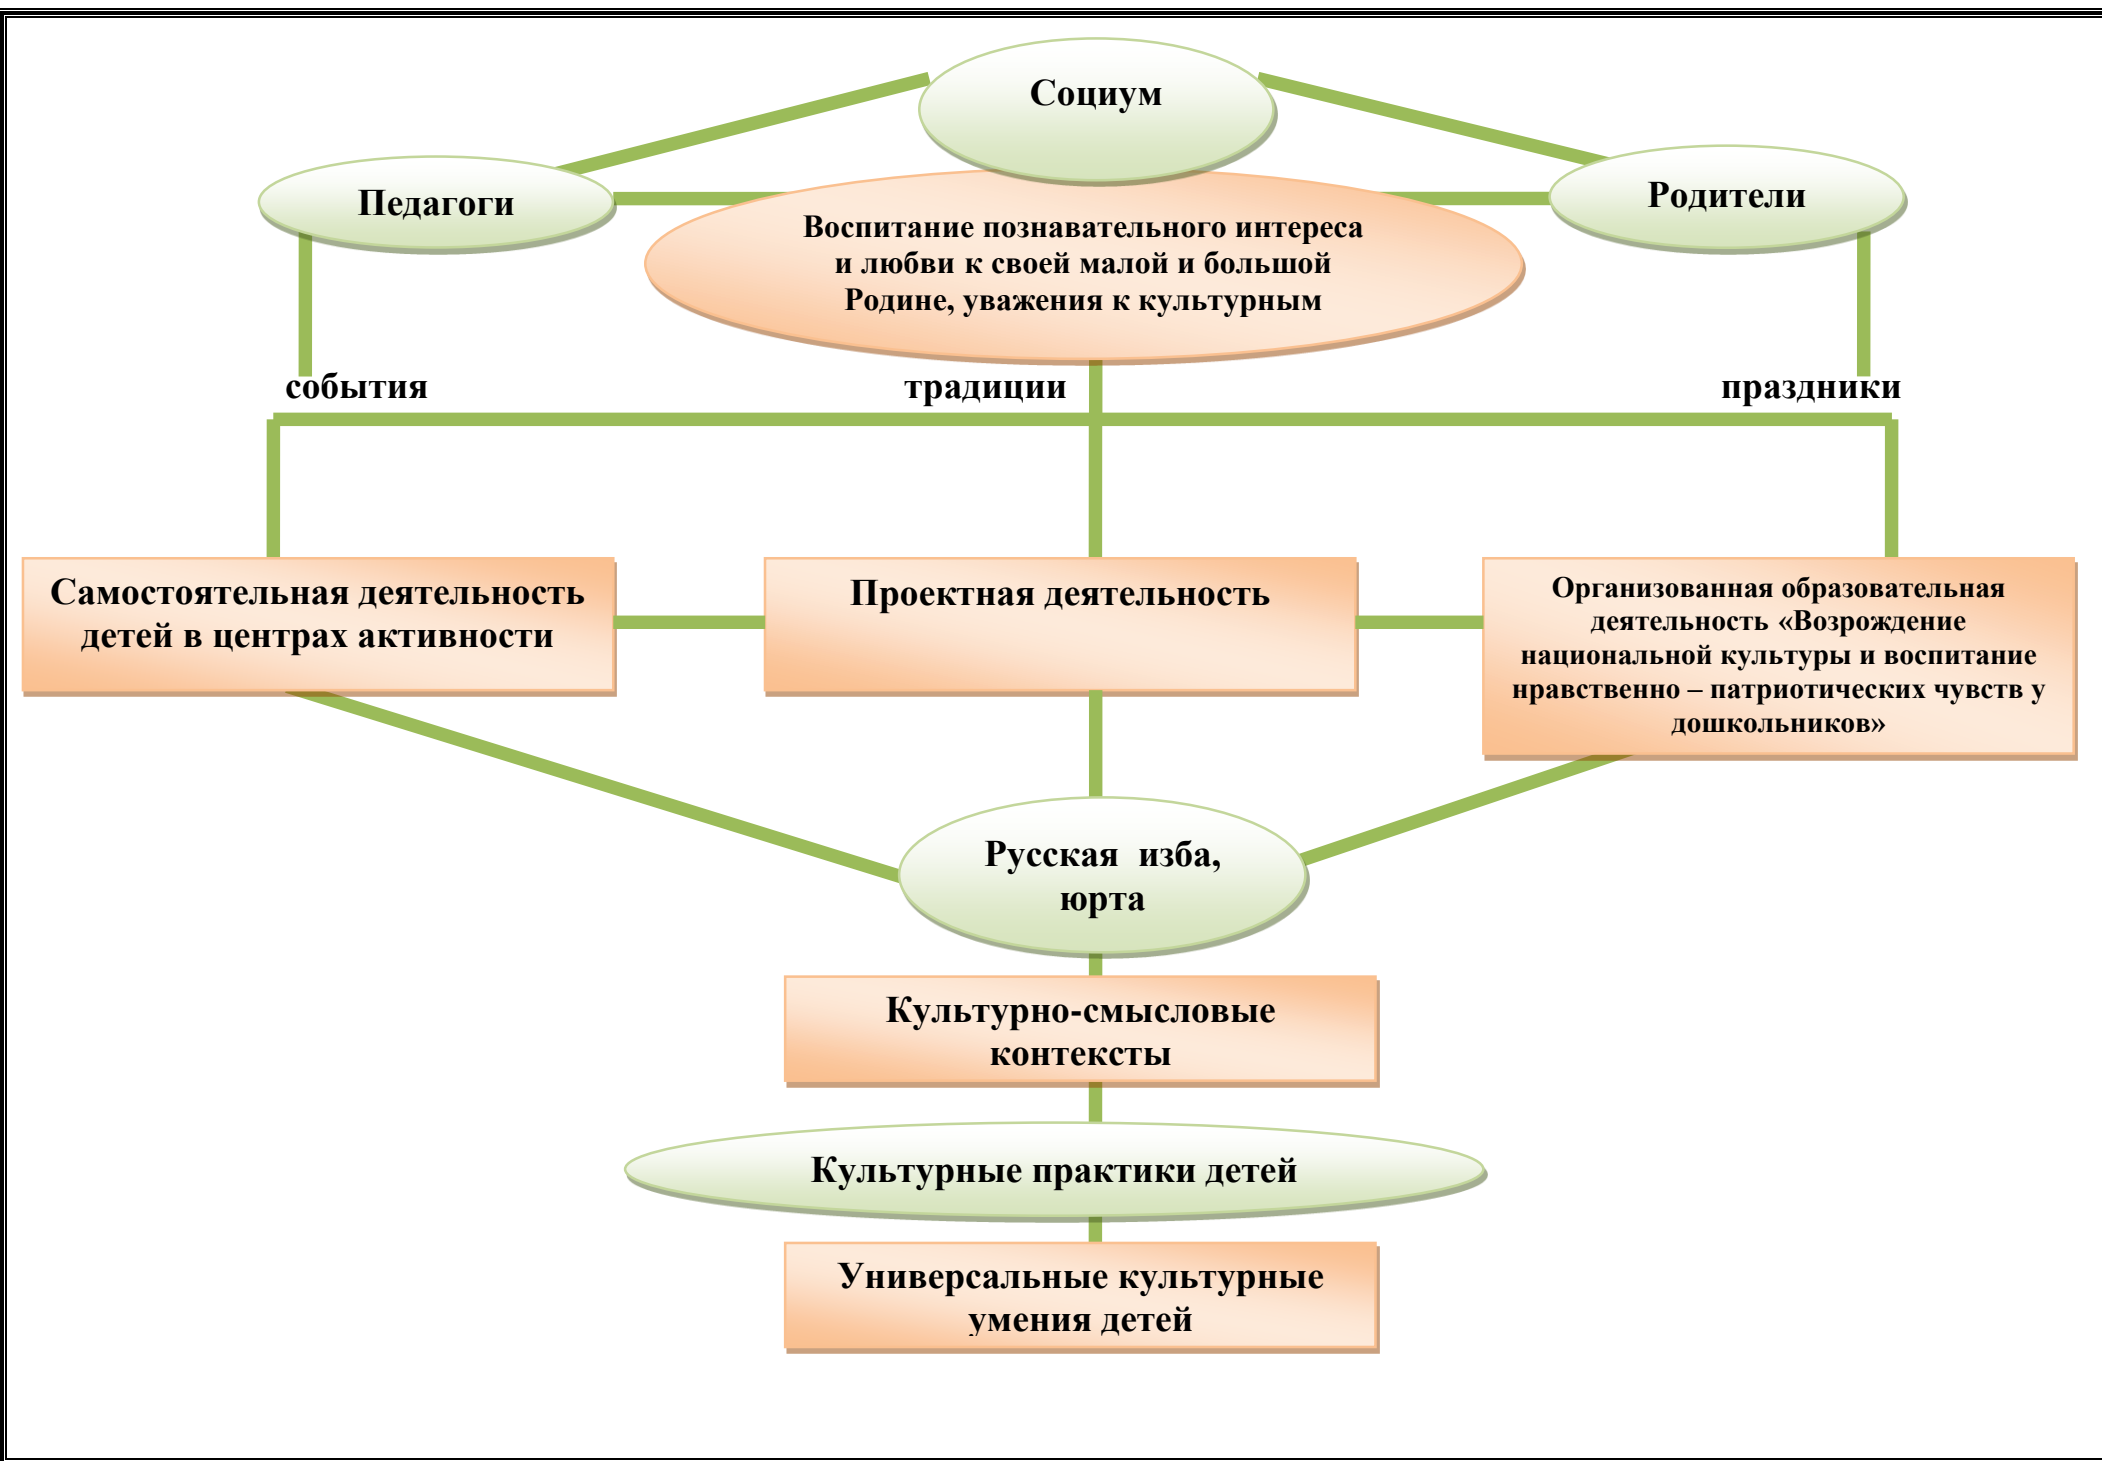 Социум
Педагоги
Родители
Воспитание познавательного интереса
и любви к своей малой и большой
Родине, уважения к культурным
события
традиции
праздники
Самостоятельная деятельность
детей в центрах активности
Проектная деятельность
Организованная образовательная
деятельность «Возрождение
национальной культуры и воспитание
нравственно – патриотических чувств у
дошкольников»
Русская изба,
юрта
Культурно-смысловые
контексты
Культурные практики детей
Универсальные культурные
умения детей